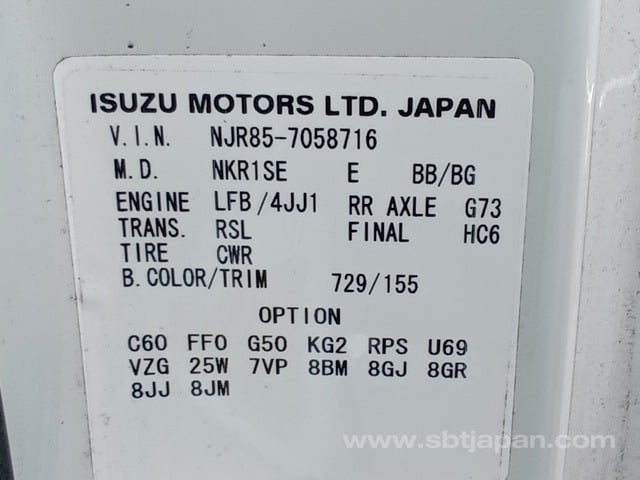 ISUZU MOTORS LTD. JAPAN
V.I.N. NJR85-7058716
M.D. NKR1SE E BB/BG
ENGINE LFB/4JJ1 RR AXLE G73
TRANS. RSL FINAL HC6
TIRE CWR
B.COLOR/TRIM 729/155
OPTION
C60 FF0 G50 KG2 RPS U69
VZG 25W 7VP 8BM 8GJ 8GR
8JJ 8JM
www.sbtjapan.com